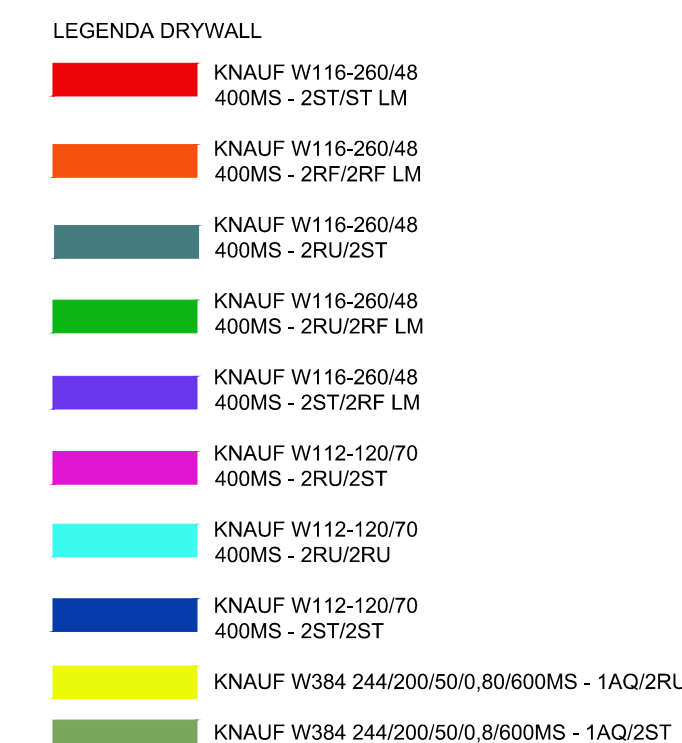 LEGENDA DRYWALL
KNAUF W116-260/48
400MS - 2ST/ST LM
KNAUF W116-260/48
400MS - 2RF/2RF LM
KNAUF W116-260/48
400MS - 2RU/2ST
KNAUF W116-260/48
400MS - 2RU/2RF LM
KNAUF W116-260/48
400MS - 2ST/2RF LM
KNAUF W112-120/70
400MS - 2RU/2ST
KNAUF W112-120/70
400MS - 2RU/2RU
KNAUF W112-120/70
400MS - 2ST/2ST
KNAUF W384 244/200/50/0,80/600MS - 1AQ/2RU
KNAUF W384 244/200/50/0,8/600MS - 1AQ/2ST